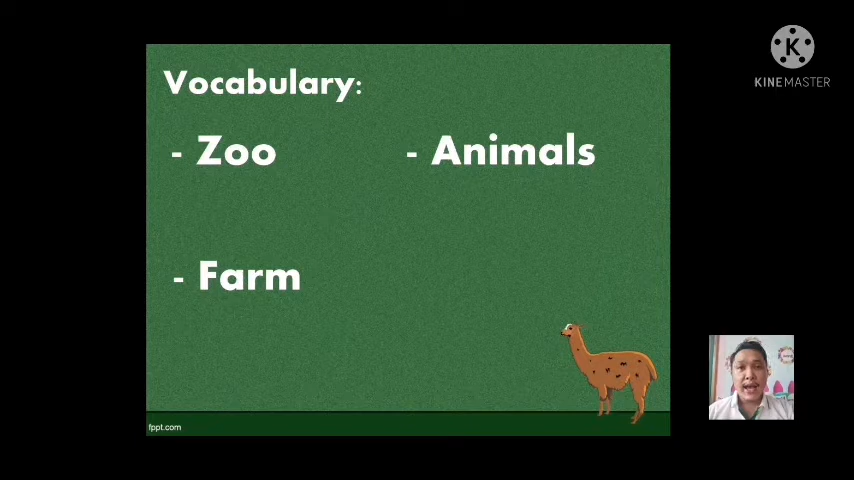 Vocabulary:
- Zoo
- Animals
- Farm
fppt.com
K
KINEMASTER